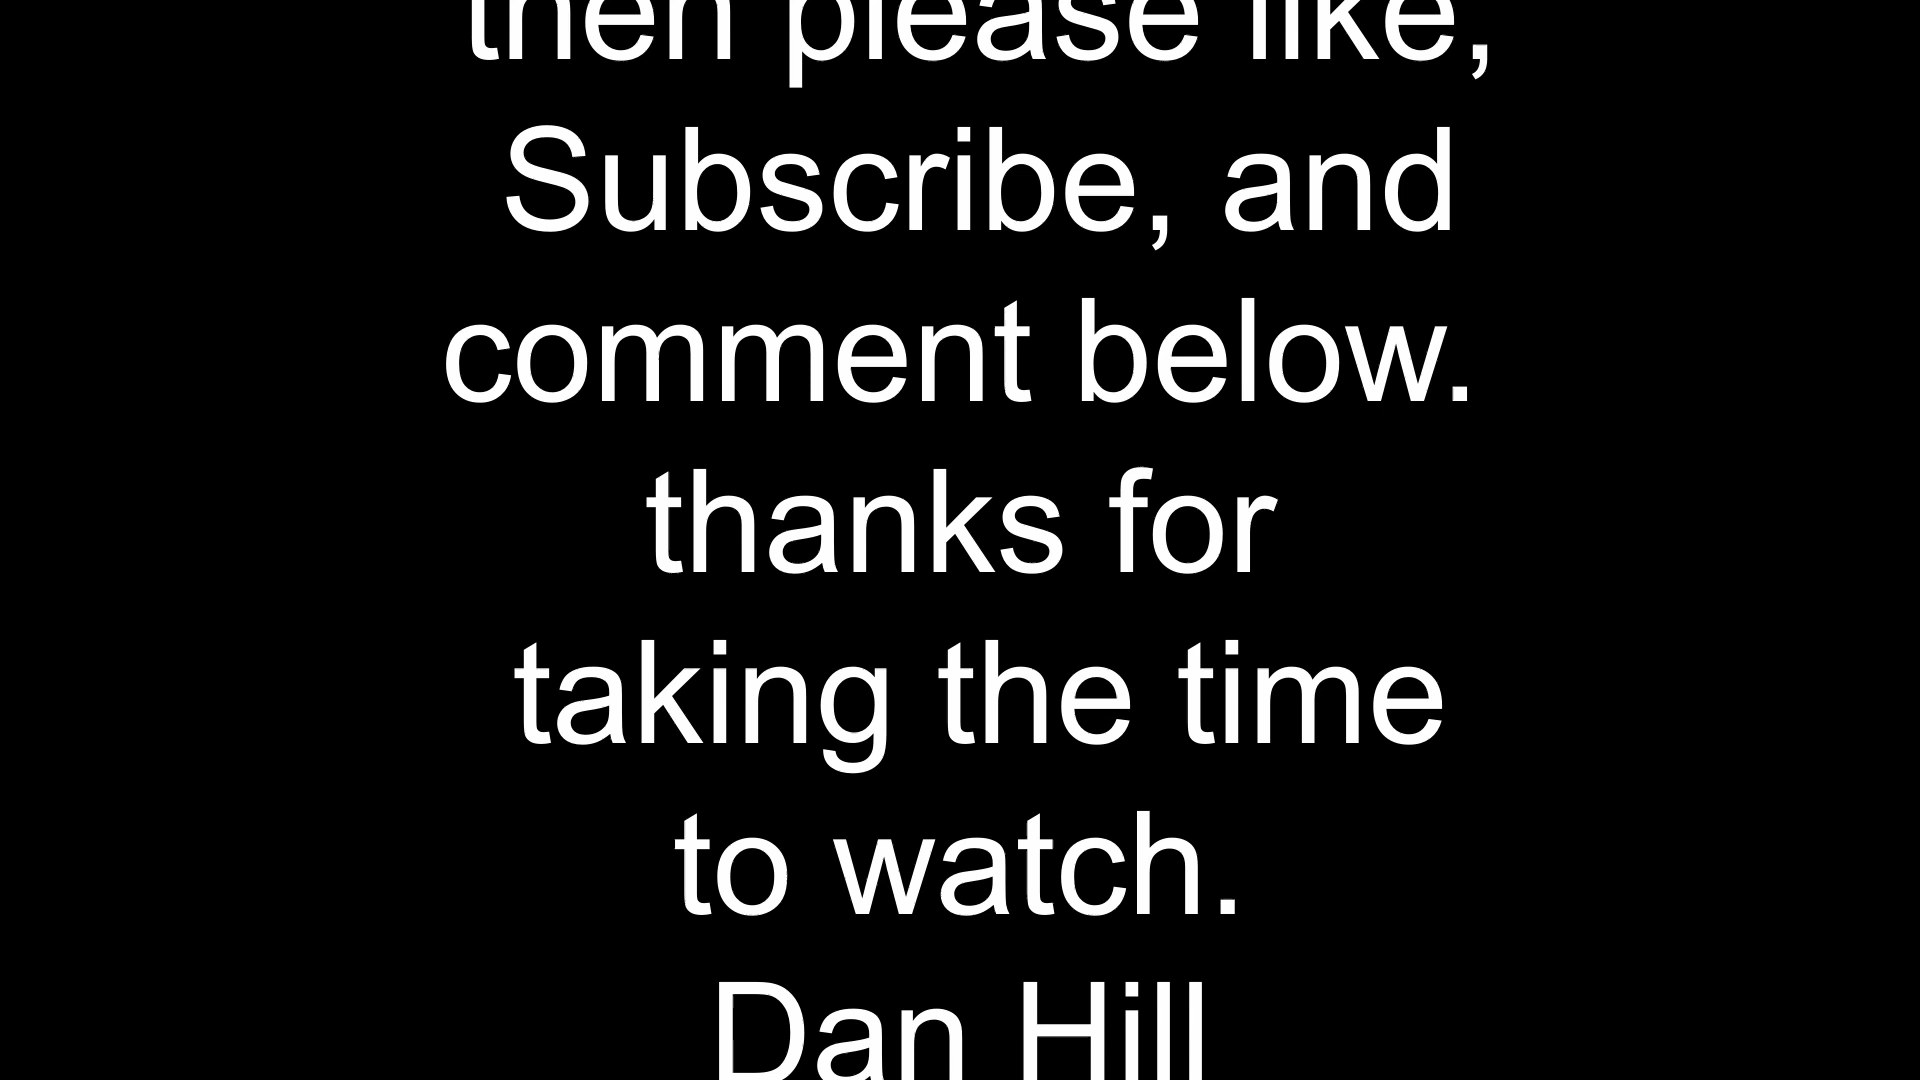 then please like,
Subscribe, and
comment below.
thanks for
taking the time
to watch.
Dan Hill